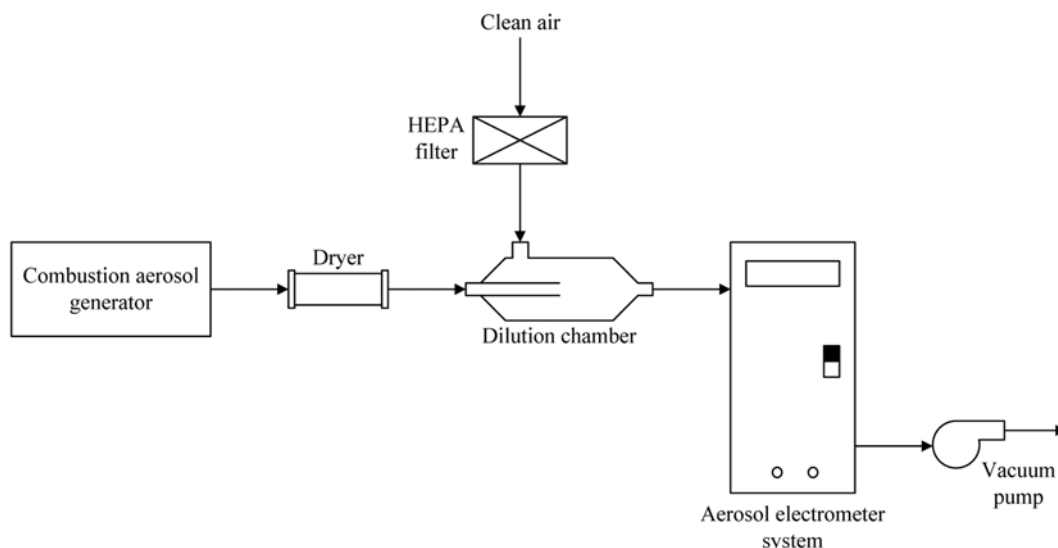 Clean air
HEPA
filter
Dryer
Combustion aerosol
generator
Dilution chamber
Vacuum
pump
Aerosol electrometer
system